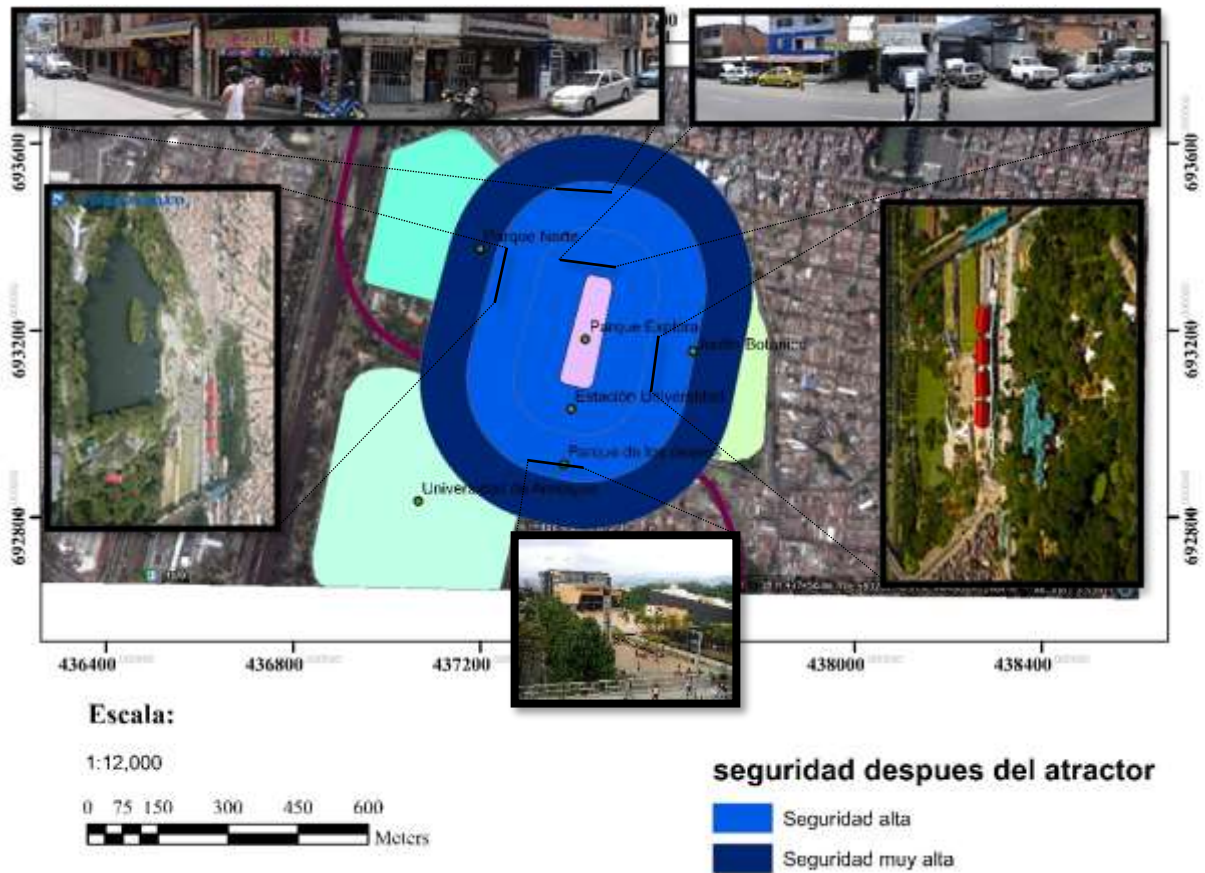 693600
693200
692800
693600
693200
692800
Parque Norte
Parque Explora
Jardín Botánico
Estación Universidad
Parque de los deseos
Universidad de Antioquia
436400
436800
437200
438000
438400
Escala:
1:12,000
0 75 150 300 450 600
Meters
seguridad despues del atractor
Seguridad alta
Seguridad muy alta